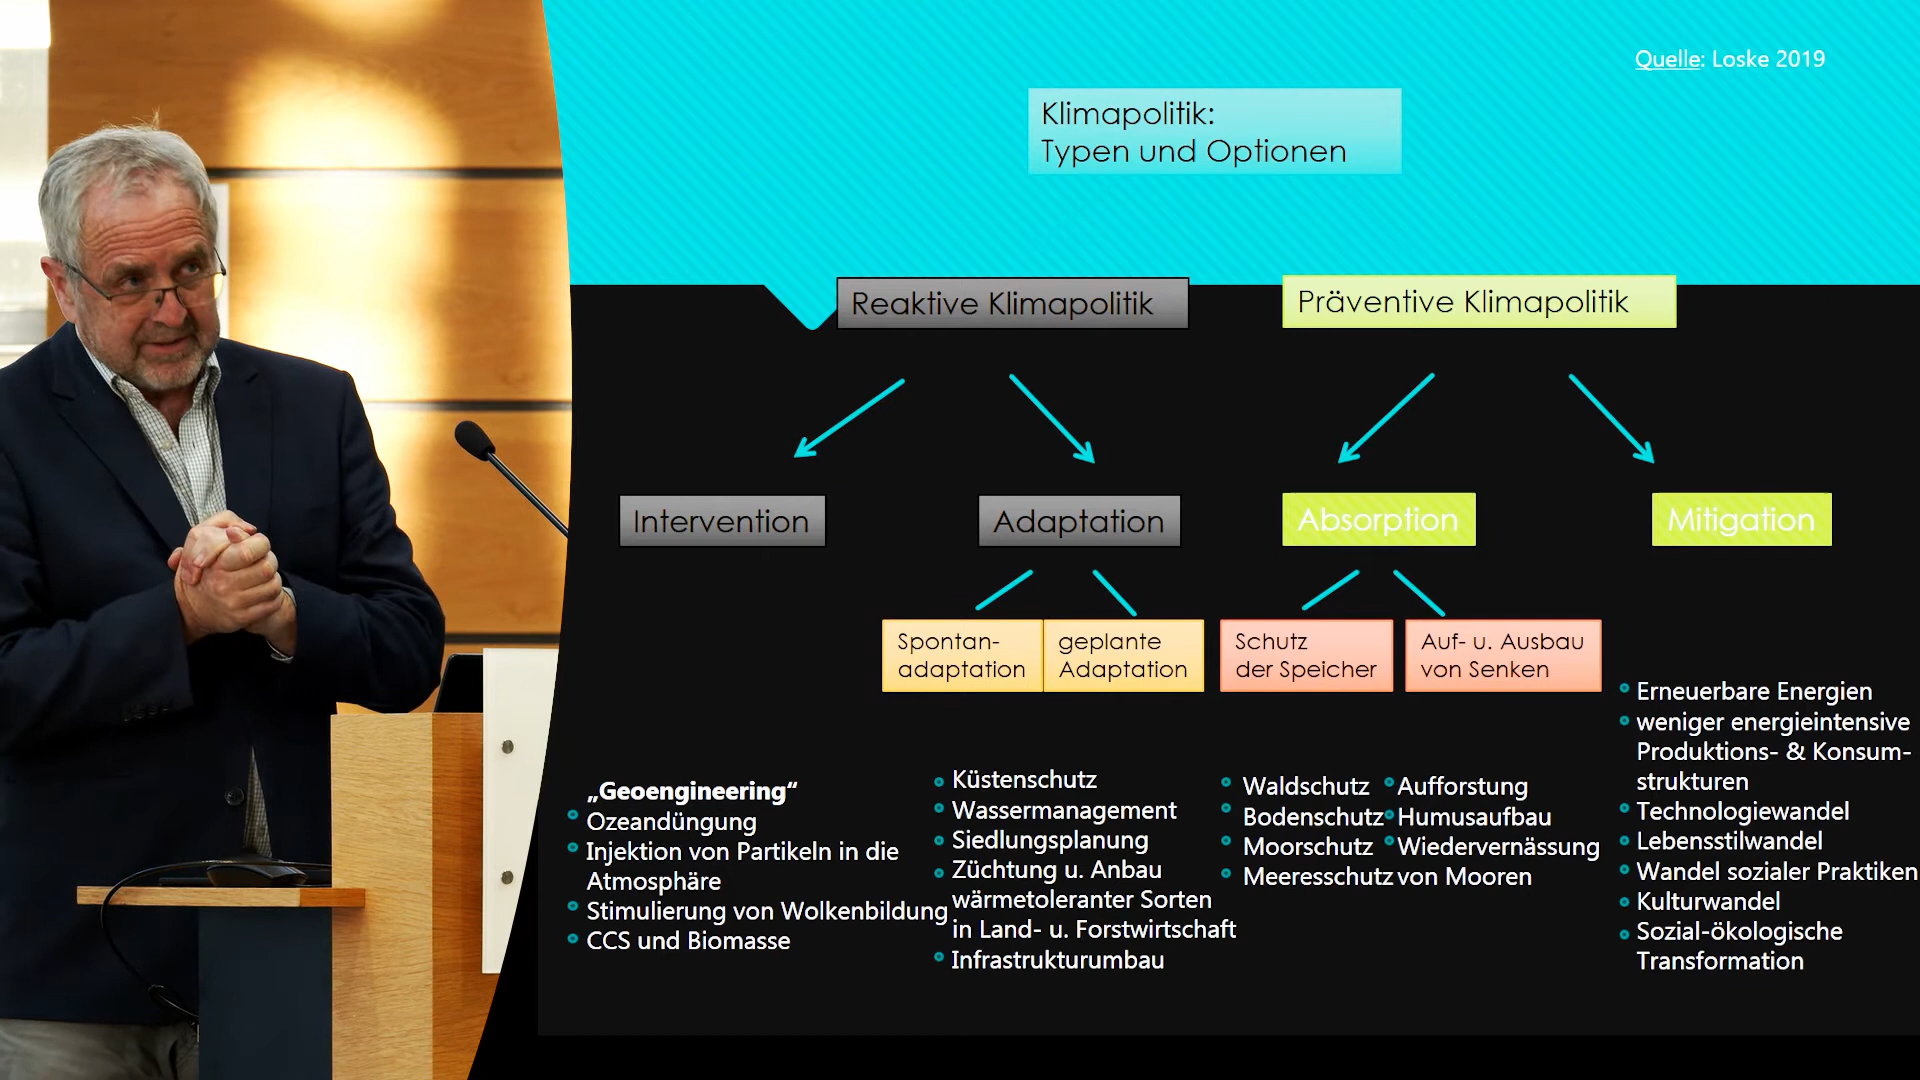 Quelle: Loske 2019
Klimapolitik:
Typen und Optionen
Reaktive Klimapolitik
Präventive Klimapolitik
Intervention
Adaptation
Absorption
Mitigation
Spontan-
adaptation
geplante
Adaptation
Schutz
der Speicher
Auf- u. Ausbau
von Senken
„Geoengineering“
Ozeandüngung
Injektion von Partikeln in die
Atmosphäre
Stimulierung von Wolkenbildung
CCS und Biomasse
Küstenschutz
Wassermanagement
Siedlungsplanung
Züchtung u. Anbau
wärmetoleranter Sorten
in Land- u. Forstwirtschaft
Infrastrukturumbau
Waldschutz
Bodenschutz
Moorschutz
Meeresschutz
Aufforstung
Humusaufbau
Wiedervernässung
von Mooren
Erneuerbare Energien
weniger energieintensive
Produktions- & Konsum-
strukturen
Technologiewandel
Lebensstilwandel
Wandel sozialer Praktiken
Kulturwandel
Sozial-ökologische
Transformation